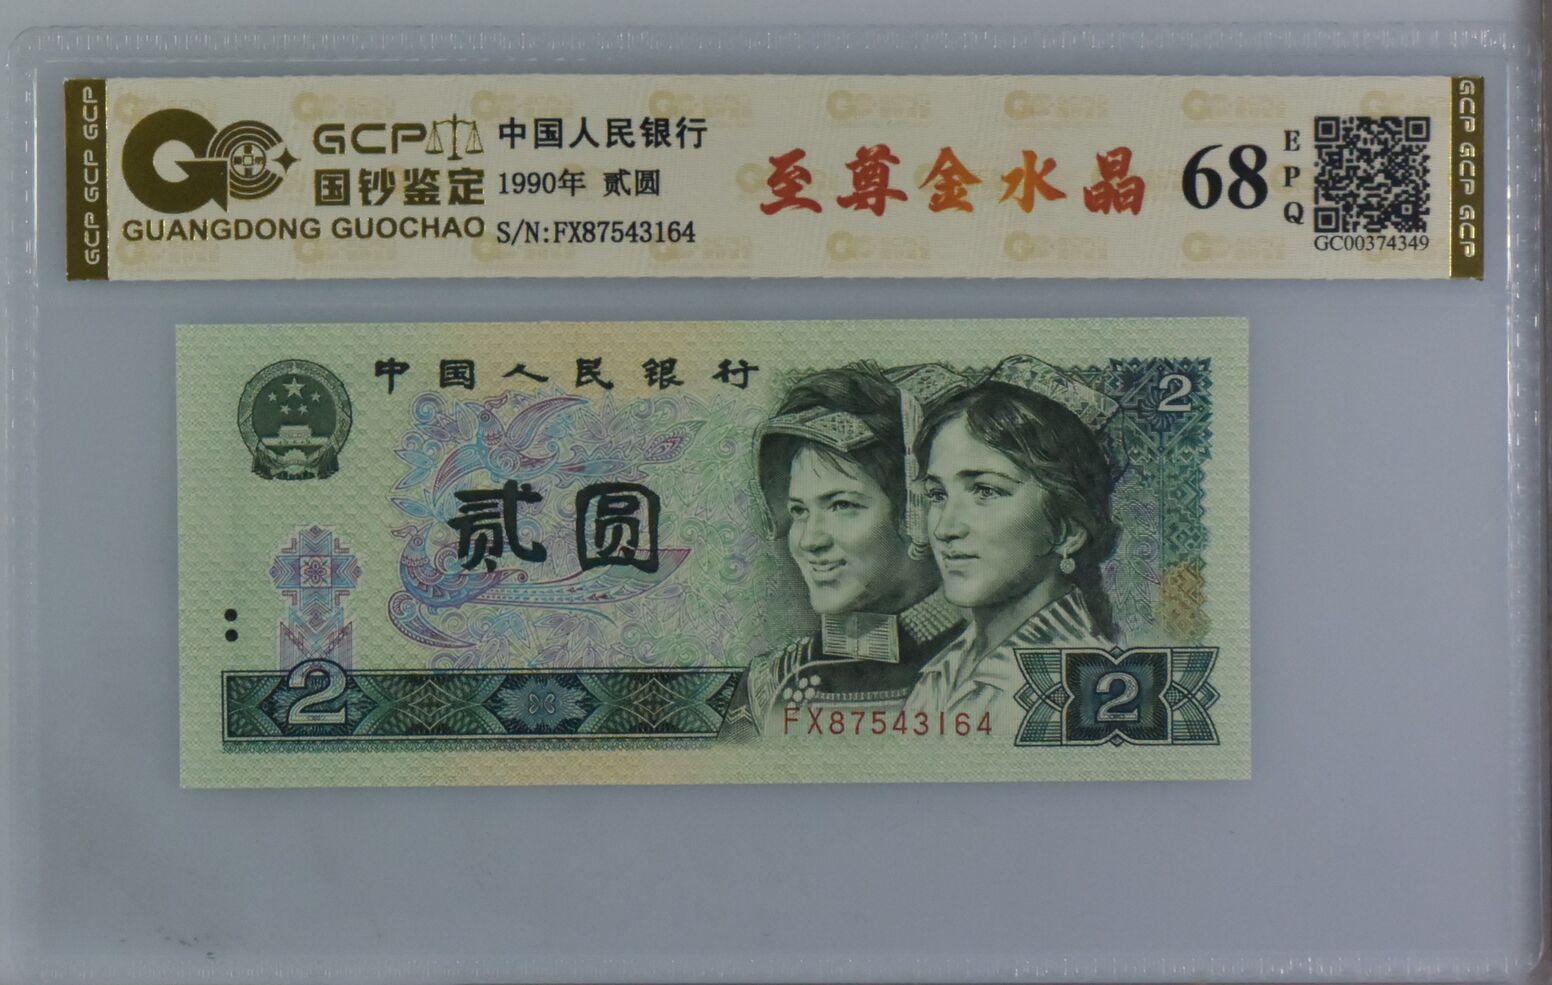 GCP GCP GCP
GCP
国钞鉴定
GUANGDONG GUOCHAO
中国人民银行
1990年 贰圆
S/N:FX87543164
至尊金水晶
68
EPQ
GC00374349
GCP GCP GCP
中国人民银行
2
贰圆
2
2
FX87543164